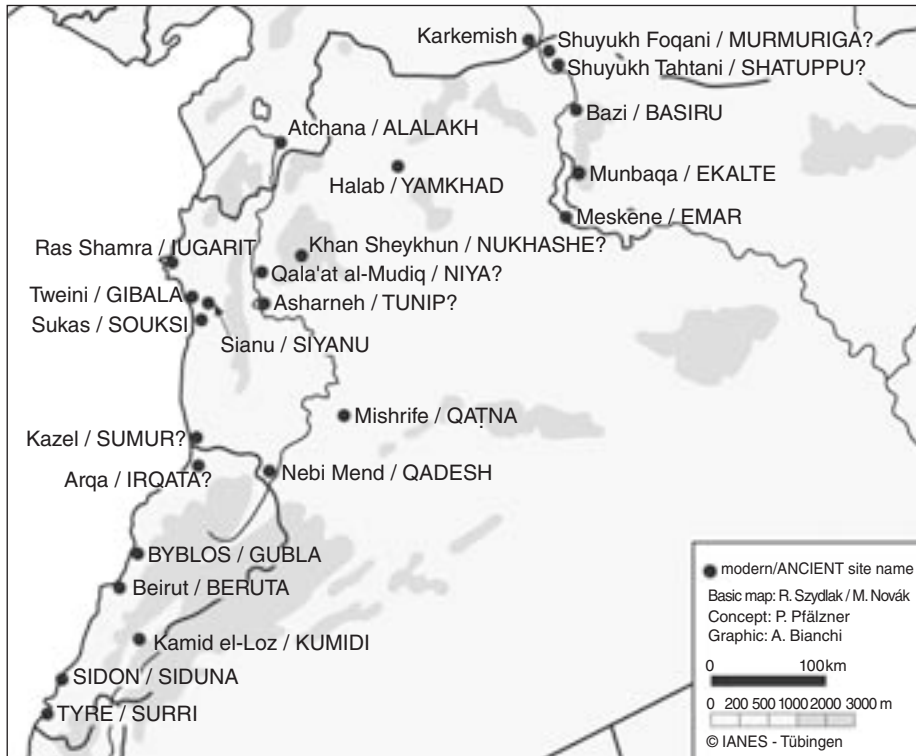 Karkemish
Shuyukh Foqani / MURMURIGA?
Shuyukh Tahtani / SHATUPPU?
Bazi / BASIRU
Atchana / ALALAKH
Halab / YAMKHAD
Munbaqa / EKALTE
Meskene / EMAR
Ras Shamra / IUGARIT
Khan Sheykhun / NUKHASHE?
Qala'at al-Mudiq / NIYA?
Tweini / GIBALA
Asharneh / TUNIP?
Sukas / SOUKSI
Sianu / SIYANU
Mishrife / QAṬNA
Kazel / SUMUR?
Arqa / IRQATA?
Nebi Mend / QADESH
BYBLOS / GUBLA
Beirut / BERUTA
Kamid el-Loz / KUMIDI
SIDON / SIDUNA
TYRE / SURRI
modern/ANCIENT site name
Basic map: R. Szydlak / M. Novák
Concept: P. Pfälzner
Graphic: A. Bianchi
0 100 km
0 200 500 1000 2000 3000 m
© IANES - Tübingen